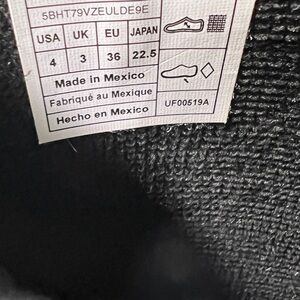 5BHT79VZEULDE9E
USA UK EU JAPAN
4 3 36 22.5
Made in Mexico
Fabriqué au Mexique
Hecho en Mexico
UF00519A